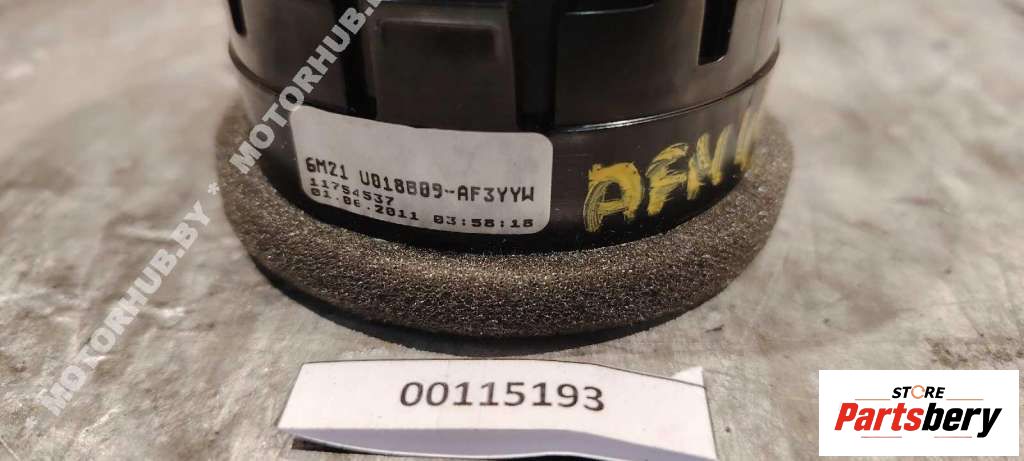 MOTORHUB.BY * MOTORHUB.BY
6M21 U018B09-AF3YYW
11754537
01.06.2011 03:58:18
00115193
STORE
Partsbery